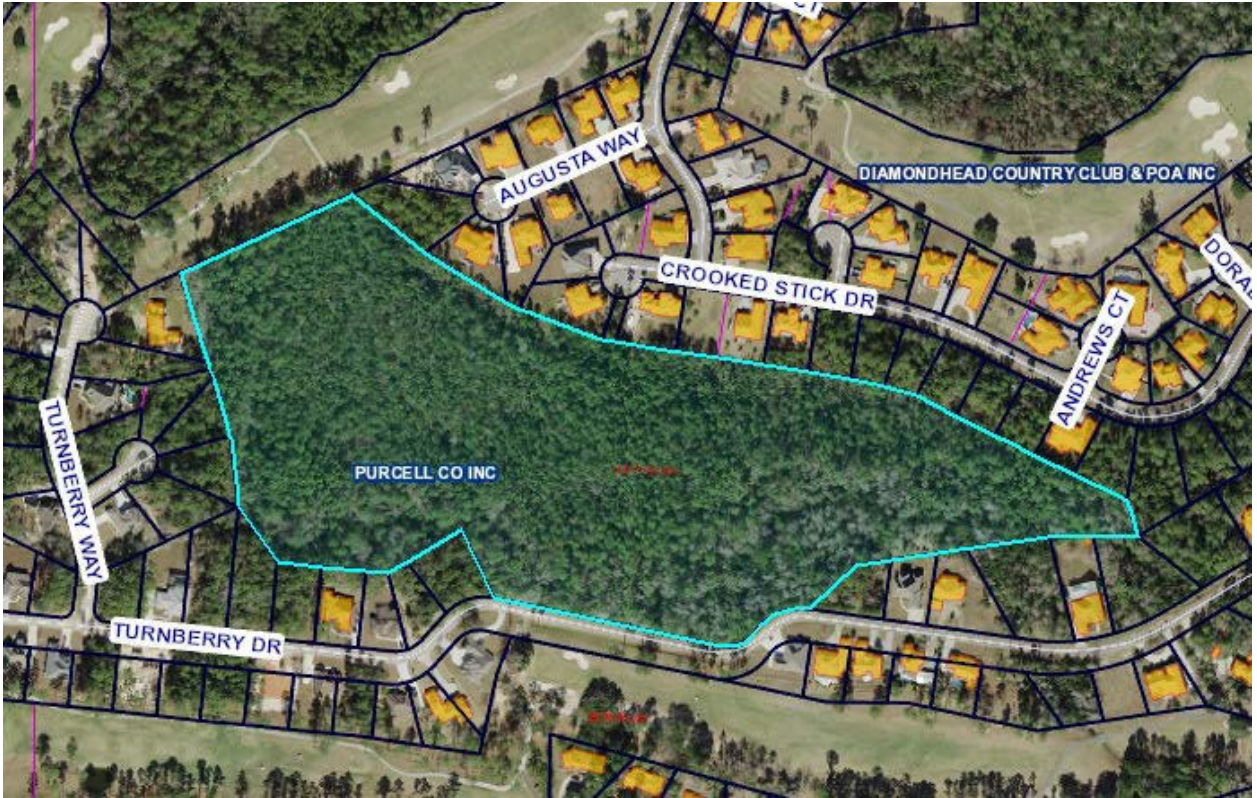 AUGUSTA WAY
DIAMONDHEAD COUNTRY CLUB & POA INC
CROOKED STICK DR
ANDREWS CT
TURNBERRY WAY
PURCELL CO INC
TURNBERRY DR